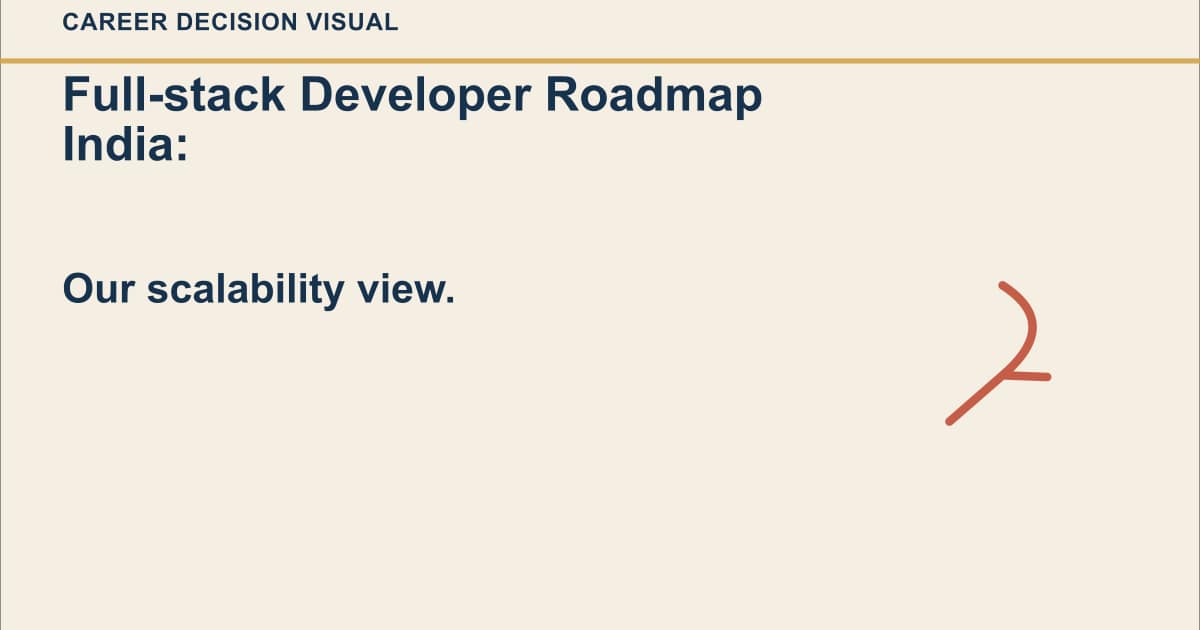 CAREER DECISION VISUAL
Full-stack Developer Roadmap
India:
Our scalability view.